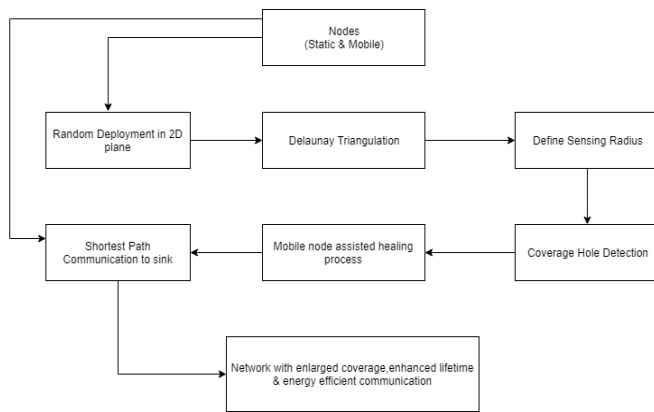 Nodes
(Static & Mobile)
Random Deployment in 2D
plane
Delaunay Triangulation
Define Sensing Radius
Shortest Path
Communication to sink
Mobile node assisted healing
process
Coverage Hole Detection
Network with enlarged coverage,enhanced lifetime
& energy efficient communication